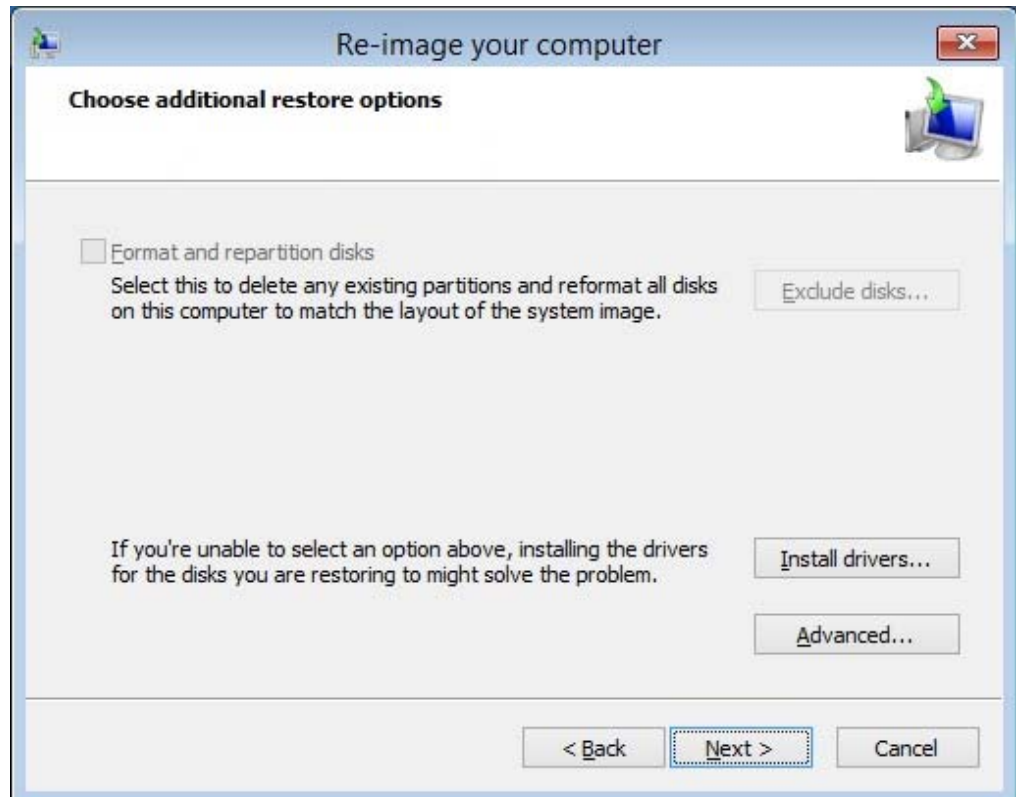 Re-image your computer
Choose additional restore options
Format and repartition disks
Select this to delete any existing partitions and reformat all disks
on this computer to match the layout of the system image.
Exclude disks...
If you're unable to select an option above, installing the drivers
for the disks you are restoring to might solve the problem.
Install drivers...
Advanced...
< Back
Next >
Cancel